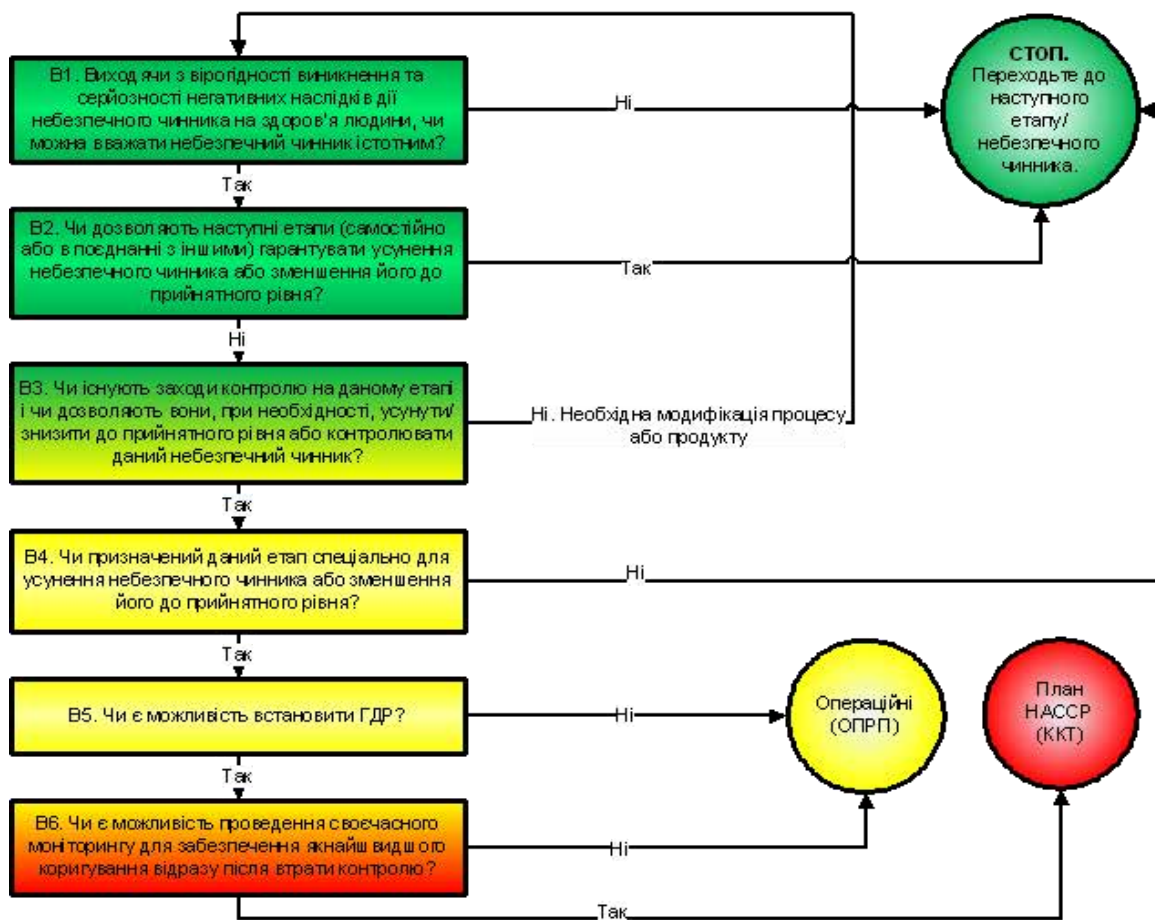 В1. Виходячи з вірогідності виникнення та
серйозності негативних наслідків дії
небезпечного чинника на здоров'я людини, чи
можна вважати небезпечний чинник істотним?
Ні
СТОП.
Переходьте до
наступного
етапу/
небезпечного
чинника.
Так
В2. Чи дозволяють наступні етапи (самостійно
або в поєднанні з іншими) гарантувати усунення
небезпечного чинника або зменшення його до
прийнятного рівня?
Так
Ні
В3. Чи існують заходи контролю на даному етапі
і чи дозволяють вони, при необхідності, усунути/
знизити до прийнятного рівня або контролювати
даний небезпечний чинник?
Ні. Необхідна модифікація процесу
або продукту
Так
В4. Чи призначений даний етап спеціально для
усунення небезпечного чинника або зменшення
його до прийнятного рівня?
Ні
Так
В5. Чи є можливість встановити ГДР?
Ні
Операційні
(ОПРП)
План
НАССР
(ККТ)
Так
В6. Чи є можливість проведення своєчасного
моніторингу для забезпечення якнайшвидшого
коригування відразу після втрати контролю?
Ні
Так